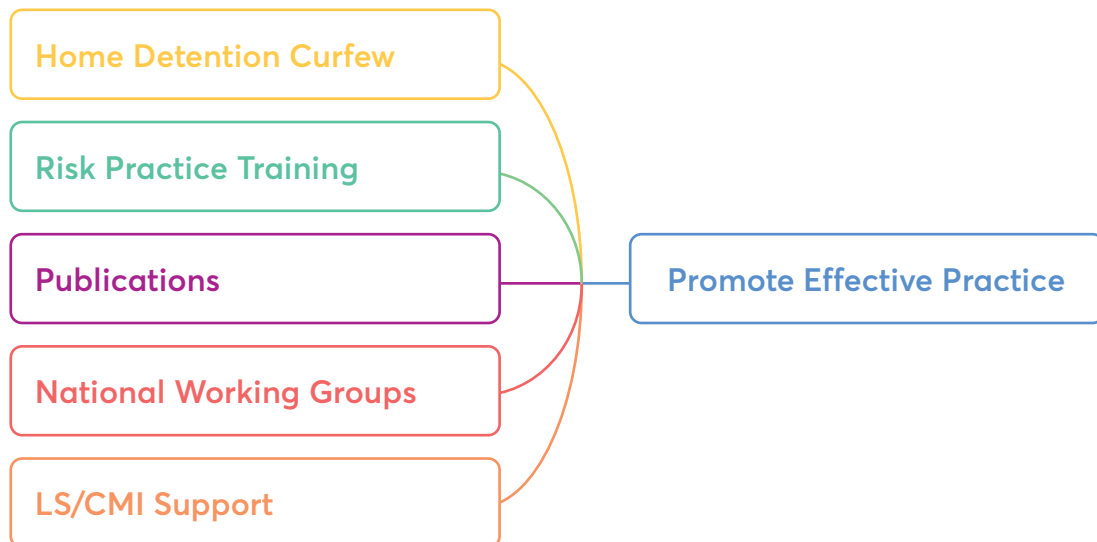 Home Detention Curfew
Risk Practice Training
Publications
Promote Effective Practice
National Working Groups
LS/CMI Support